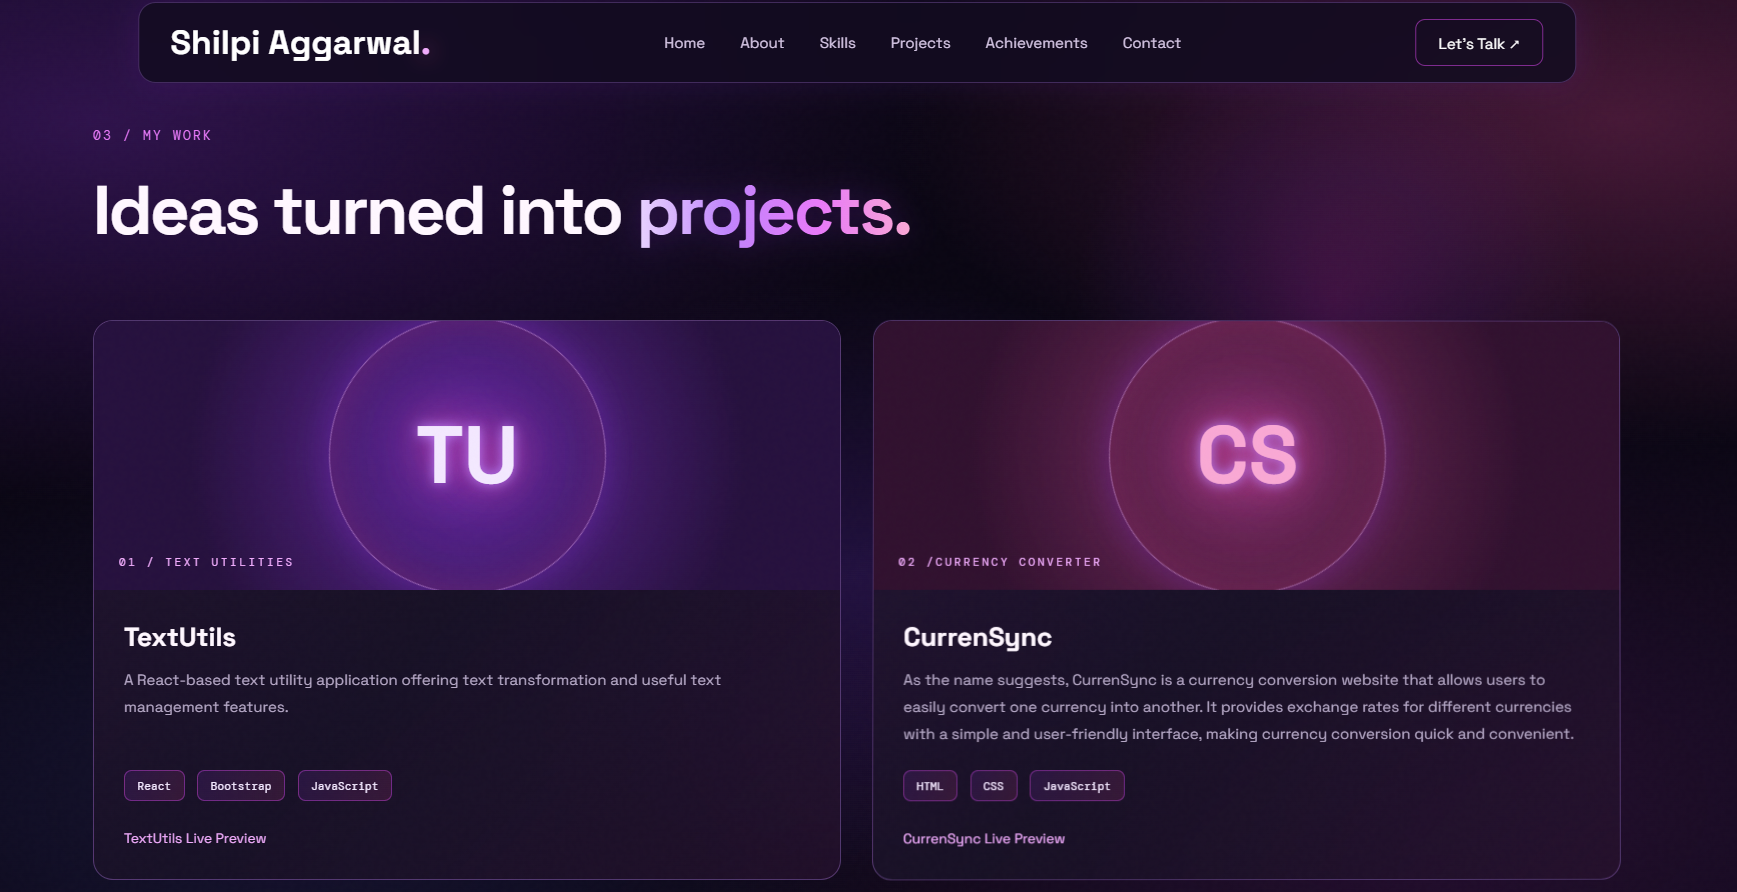 Shilpi Aggarwal.
Home About Skills Projects Achievements Contact
Let's Talk ↗
03 / MY WORK
Ideas turned into projects.
TU
01 / TEXT UTILITIES
TextUtils
A React-based text utility application offering text transformation and useful text
management features.
React Bootstrap JavaScript
TextUtils Live Preview
CS
02 /CURRENCY CONVERTER
CurrenSync
As the name suggests, CurrenSync is a currency conversion website that allows users to
easily convert one currency into another. It provides exchange rates for different currencies
with a simple and user-friendly interface, making currency conversion quick and convenient.
HTML CSS JavaScript
CurrenSync Live Preview